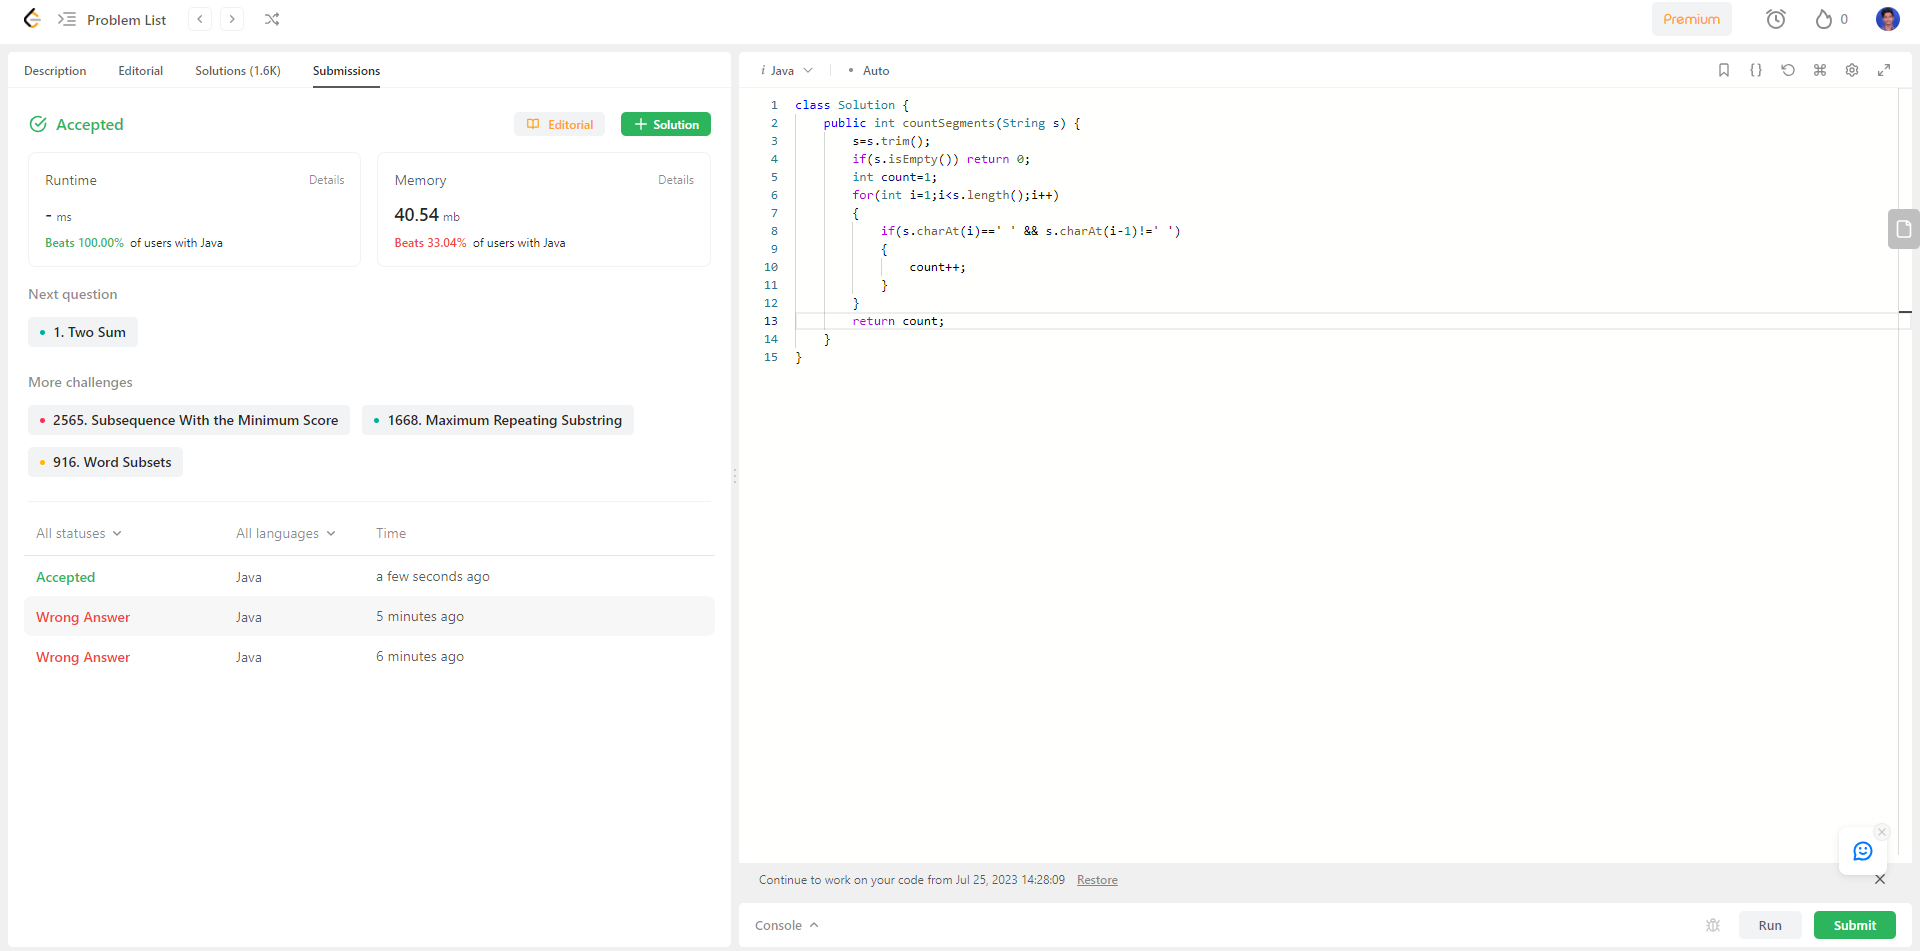 Problem List
Premium
0
Description Editorial Solutions (1.6K) Submissions
Accepted
Editorial
Solution
Runtime
Details
- ms
Beats 100.00% of users with Java
Memory
Details
40.54 mb
Beats 33.04% of users with Java
Next question
1. Two Sum
More challenges
2565. Subsequence With the Minimum Score
1668. Maximum Repeating Substring
916. Word Subsets
All statuses All languages Time
Accepted Java a few seconds ago
Wrong Answer Java 5 minutes ago
Wrong Answer Java 6 minutes ago
i Java • Auto
1 class Solution {
2 public int countSegments(String s) {
3 s=s.trim();
4 if(s.isEmpty()) return 0;
5 int count=1;
6 for(int i=1;i<s.length();i++)
7 {
8 if(s.charAt(i)==' ' && s.charAt(i-1)!=' ')
9 {
10 count++;
11 }
12 }
13 return count;
14 }
15 }
Continue to work on your code from Jul 25, 2023 14:28:09 Restore
Console
Run
Submit